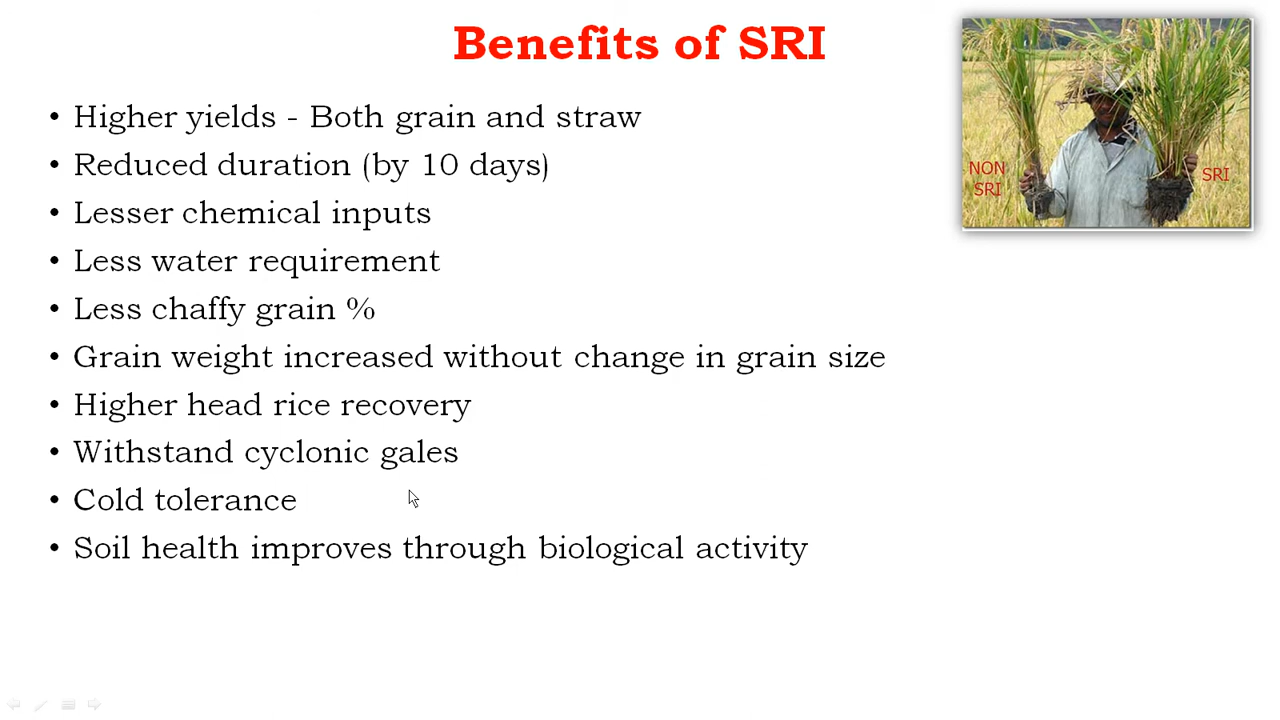 Benefits of SRI
• Higher yields - Both grain and straw
• Reduced duration (by 10 days)
• Lesser chemical inputs
• Less water requirement
• Less chaffy grain %
• Grain weight increased without change in grain size
• Higher head rice recovery
• Withstand cyclonic gales
• Cold tolerance
• Soil health improves through biological activity
NON
SRI
SRI